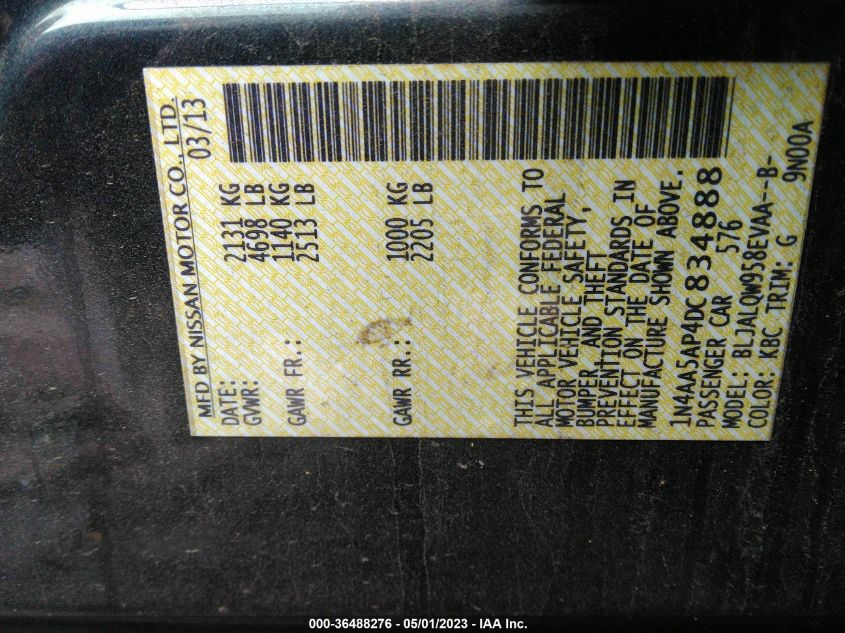 MFD BY NISSAN MOTOR CO., LTD.
DATE: 03/13
GVWR: 2131 KG
4698 LB
GAWR FR.: 1140 KG
2513 LB
GAWR RR.: 1000 KG
2205 LB
THIS VEHICLE CONFORMS TO
ALL APPLICABLE FEDERAL
MOTOR VEHICLE SAFETY,
BUMPER, AND THEFT
PREVENTION STANDARDS IN
EFFECT ON THE DATE OF
MANUFACTURE SHOWN ABOVE.
1N4AA5AP4DC834888
PASSENGER CAR 576
MODEL: BLJALQW958EVAA--B-
COLOR: KBC TRIM: G 9N00A
000-36488276 - 05/01/2023 - IAA Inc.